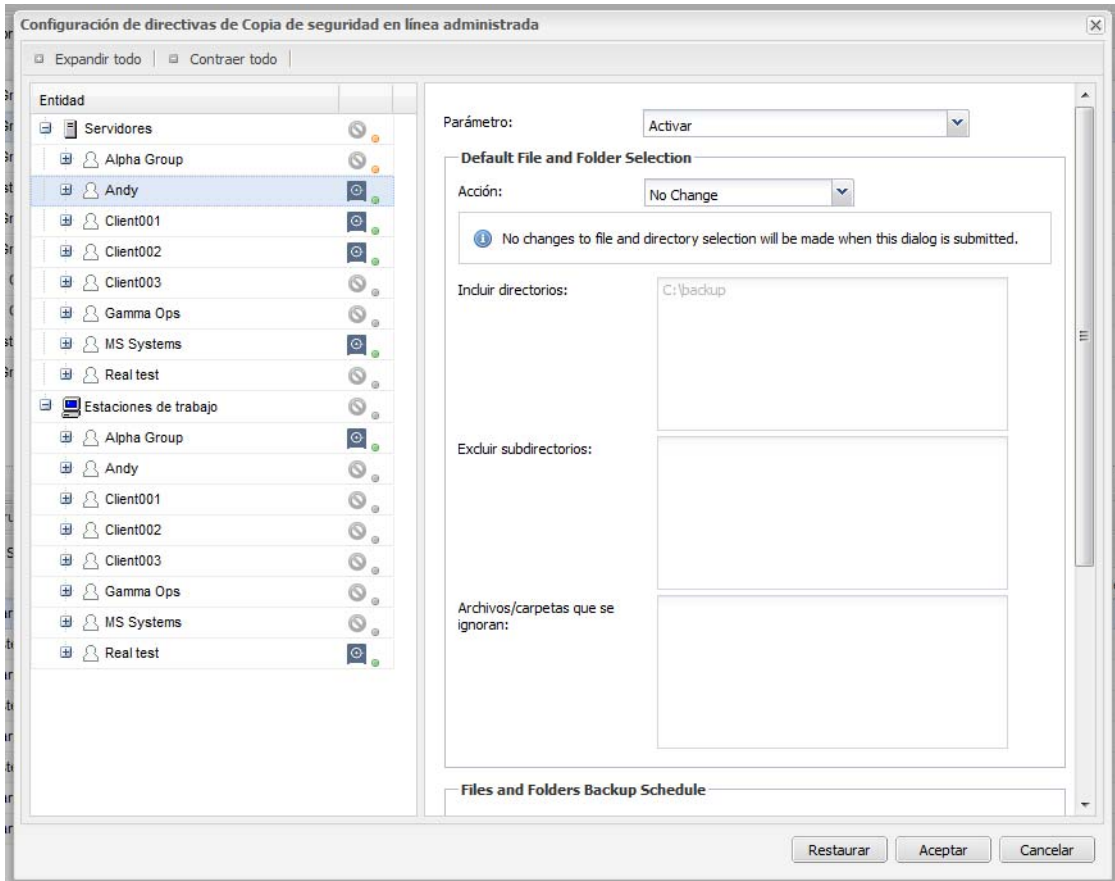 Configuración de directivas de Copia de seguridad en línea administrada
Expandir todo
Contraer todo
Entidad
Servidores
Alpha Group
Andy
Client001
Client002
Client003
Gamma Ops
MS Systems
Real test
Estaciones de trabajo
Alpha Group
Andy
Client001
Client002
Client003
Gamma Ops
MS Systems
Real test
Parámetro:
Activar
Default File and Folder Selection
Acción:
No Change
No changes to file and directory selection will be made when this dialog is submitted.
Incluir directorios:
C:\backup
Excluir subdirectorios:
Archivos/carpetas que se
ignoran:
Files and Folders Backup Schedule
Restaurar
Aceptar
Cancelar